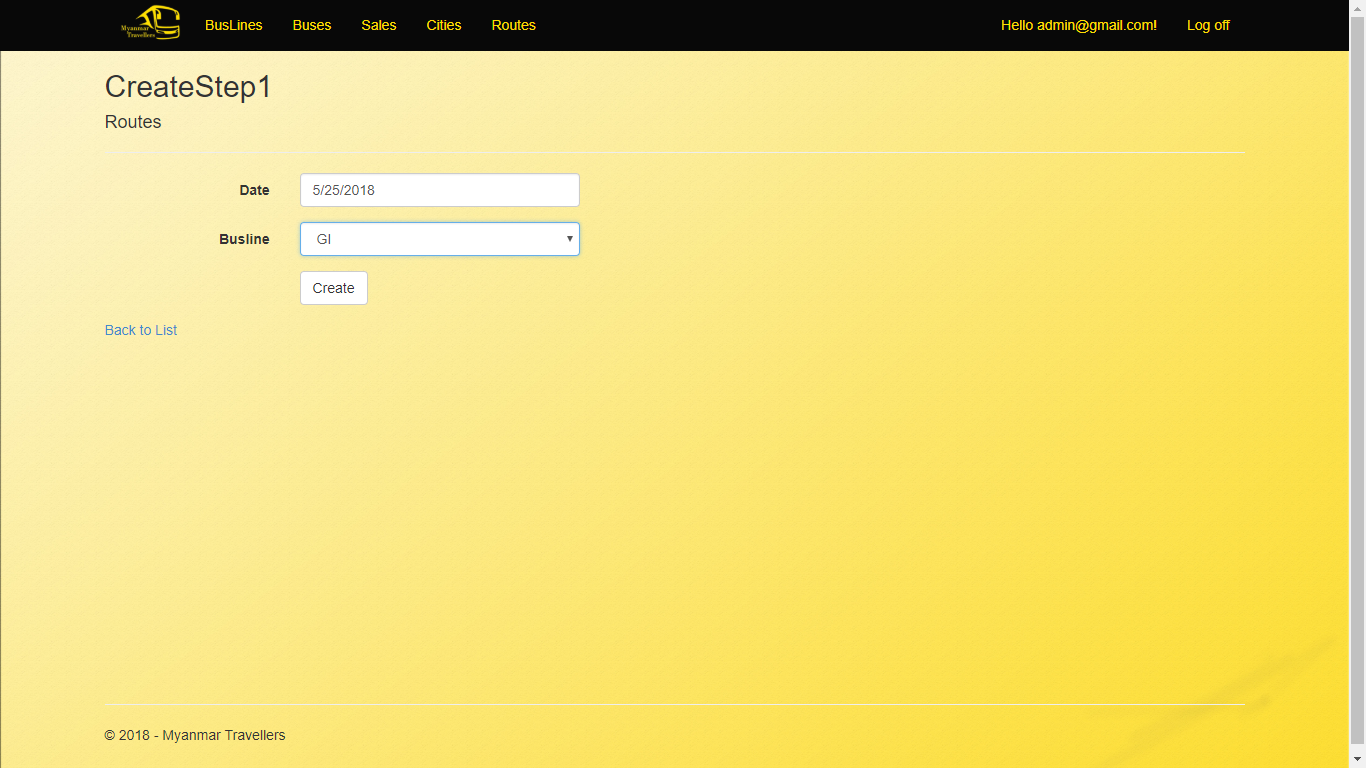 Myanmar
Travellers
BusLines Buses Sales Cities Routes Hello admin@gmail.com! Log off
CreateStep1
Routes
Date 5/25/2018
Busline GI
Create
Back to List
© 2018 - Myanmar Travellers